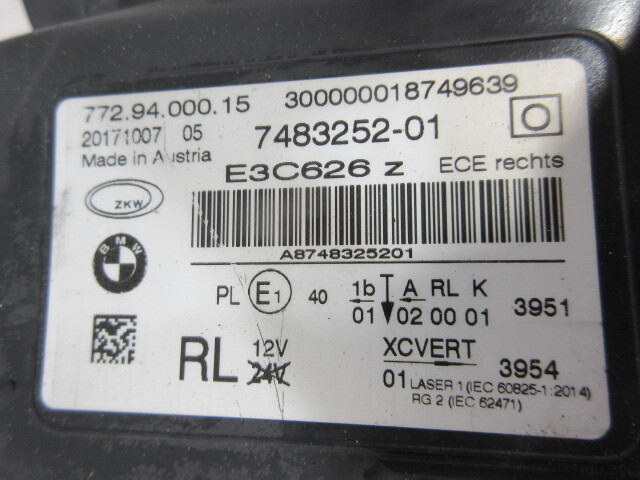 772.94.000.15 300000018749639
20171007 05 7483252-01
Made in Austria
E3C626 z ECE rechts
ZKW
A8748325201
BMW
PL E1 40 1b A RL K 3951
01 02 00 01
RL 12V XCVERT 3954
24V
01 LASER 1 (IEC 60825-1:2014)
RG 2 (IEC 62471)